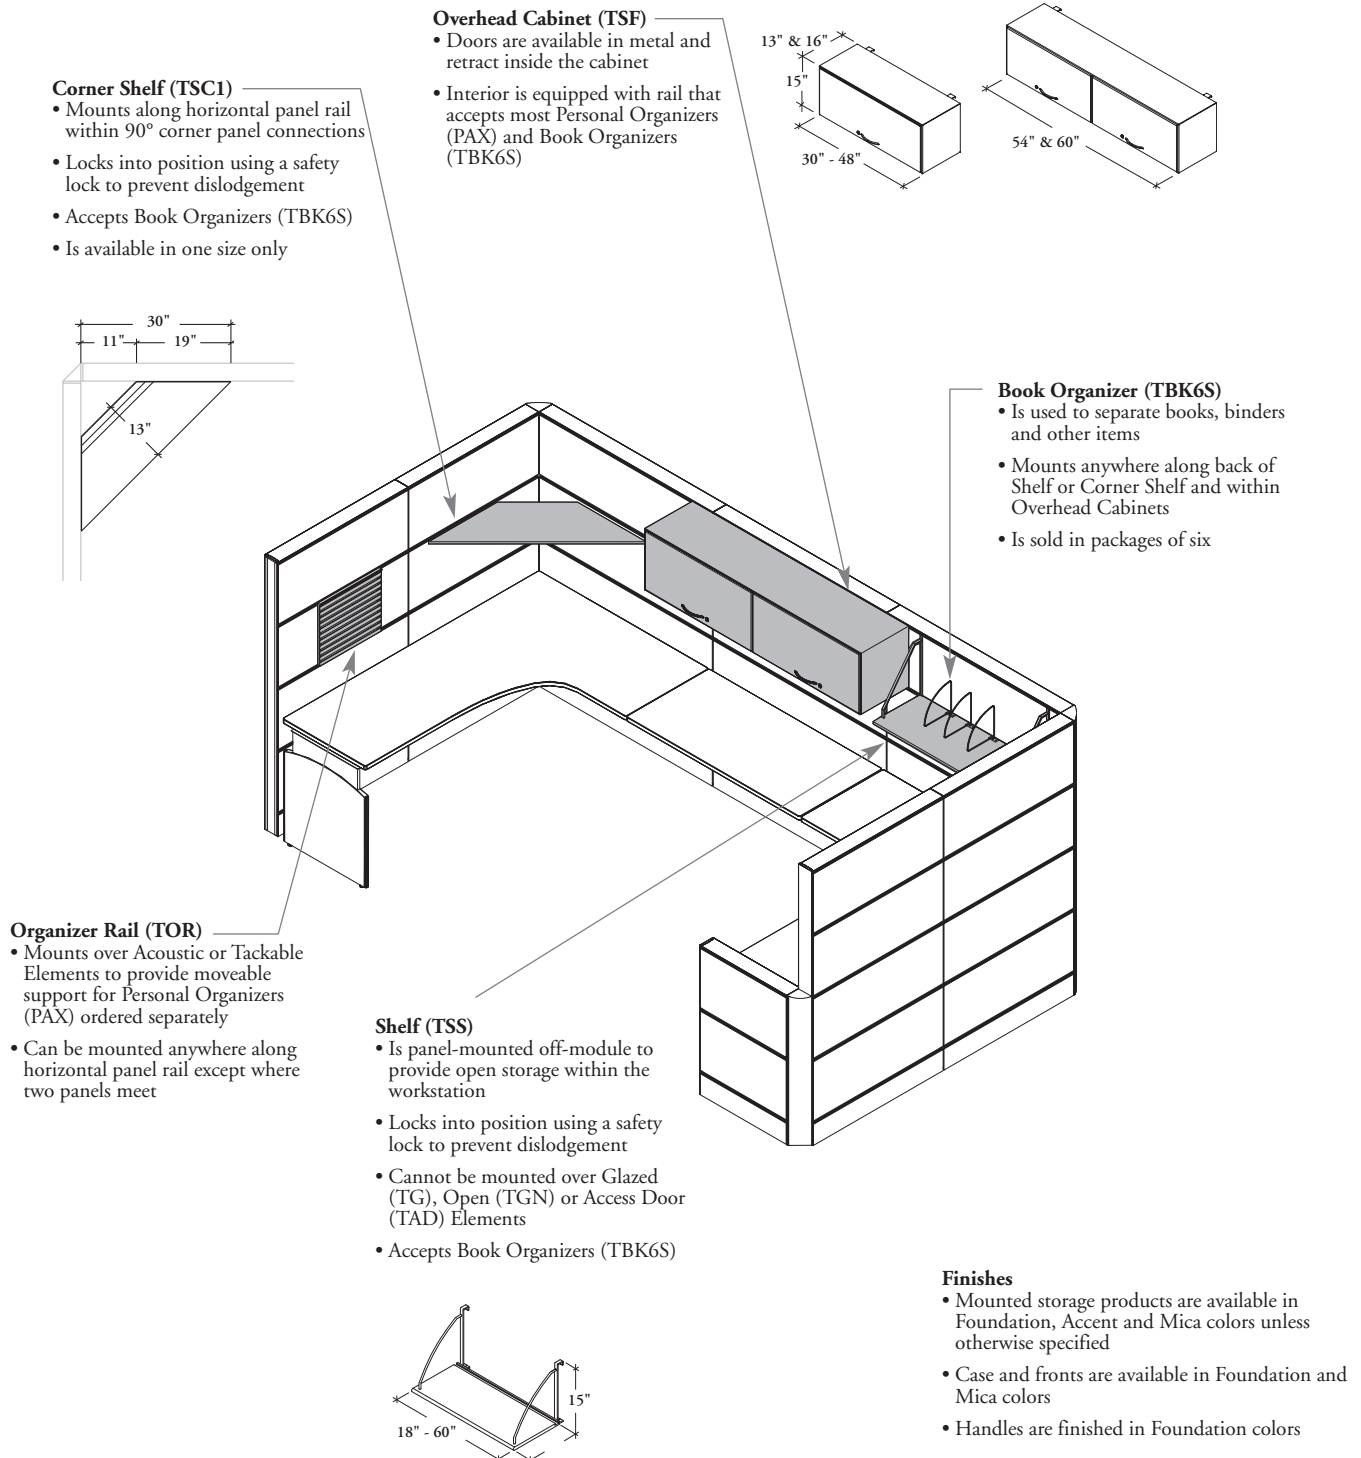 Overhead Cabinet (TSF)
• Doors are available in metal and
retract inside the cabinet
• Interior is equipped with rail that
accepts most Personal Organizers
(PAX) and Book Organizers
(TBK6S)
13" & 16"
15"
30" - 48"
54" & 60"
Corner Shelf (TSC1)
• Mounts along horizontal panel rail
within 90° corner panel connections
• Locks into position using a safety
lock to prevent dislodgement
• Accepts Book Organizers (TBK6S)
• Is available in one size only
30"
11"
19"
13"
Book Organizer (TBK6S)
• Is used to separate books, binders
and other items
• Mounts anywhere along back of
Shelf or Corner Shelf and within
Overhead Cabinets
• Is sold in packages of six
Organizer Rail (TOR)
• Mounts over Acoustic or Tackable
Elements to provide moveable
support for Personal Organizers
(PAX) ordered separately
• Can be mounted anywhere along
horizontal panel rail except where
two panels meet
Shelf (TSS)
• Is panel-mounted off-module to
provide open storage within the
workstation
• Locks into position using a safety
lock to prevent dislodgement
• Cannot be mounted over Glazed
(TG), Open (TGN) or Access Door
(TAD) Elements
• Accepts Book Organizers (TBK6S)
15"
18" - 60"
Finishes
• Mounted storage products are available in
Foundation, Accent and Mica colors unless
otherwise specified
• Case and fronts are available in Foundation and
Mica colors
• Handles are finished in Foundation colors